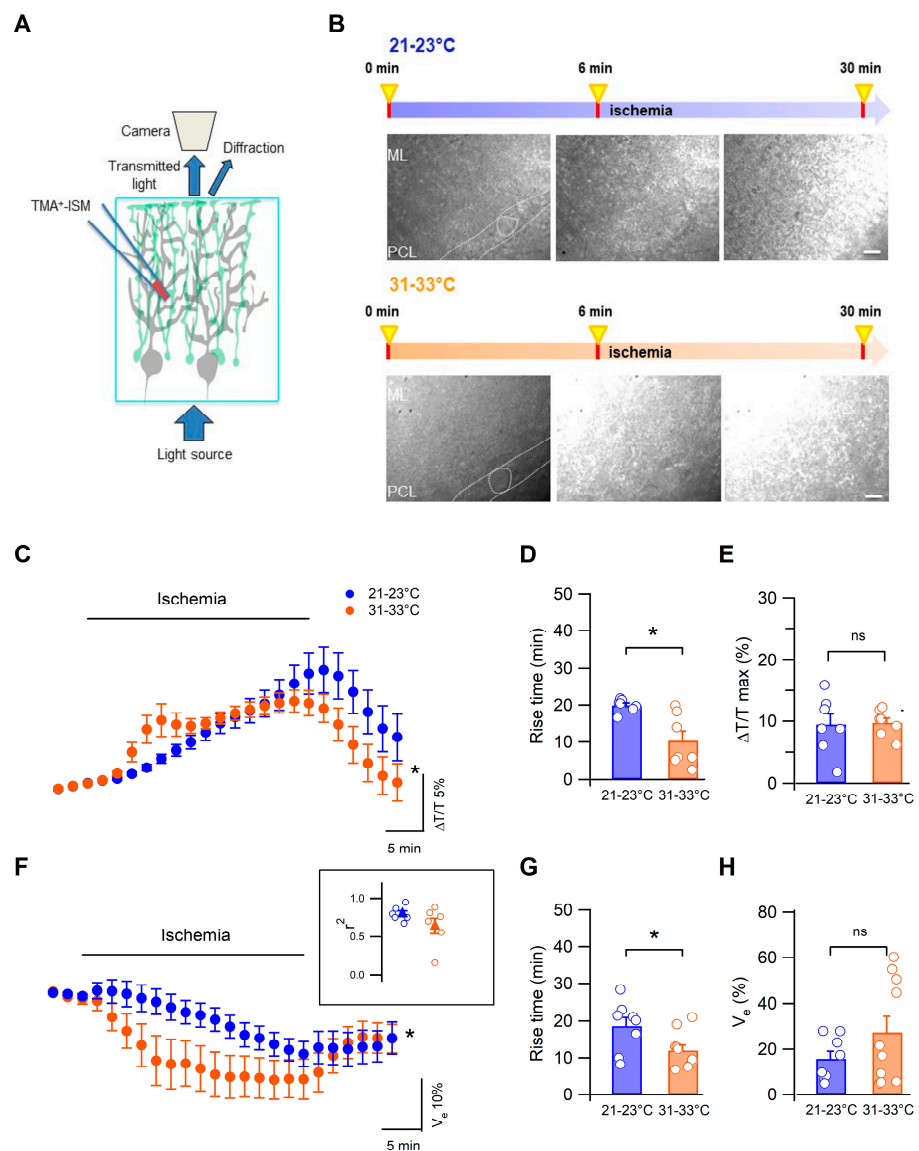 A
Camera
Transmitted
light
Diffraction
TMA⁺-ISM
Light source
B
21-23°C
0 min
6 min
30 min
ischemia
ML
PCL
31-33°C
0 min
6 min
30 min
ischemia
ML
PCL
C
Ischemia
21-23°C
31-33°C
*
ΔT/T 5%
5 min
D
Rise time (min)
50
40
30
20
10
0
*
21-23°C
31-33°C
E
ΔT/T max (%)
30
20
10
0
ns
21-23°C
31-33°C
F
Ischemia
r²
1.0
0.5
0.0
*
Vₑ 10%
5 min
G
Rise time (min)
50
40
30
20
10
0
*
21-23°C
31-33°C
H
Vₑ (%)
80
60
40
20
0
ns
21-23°C
31-33°C